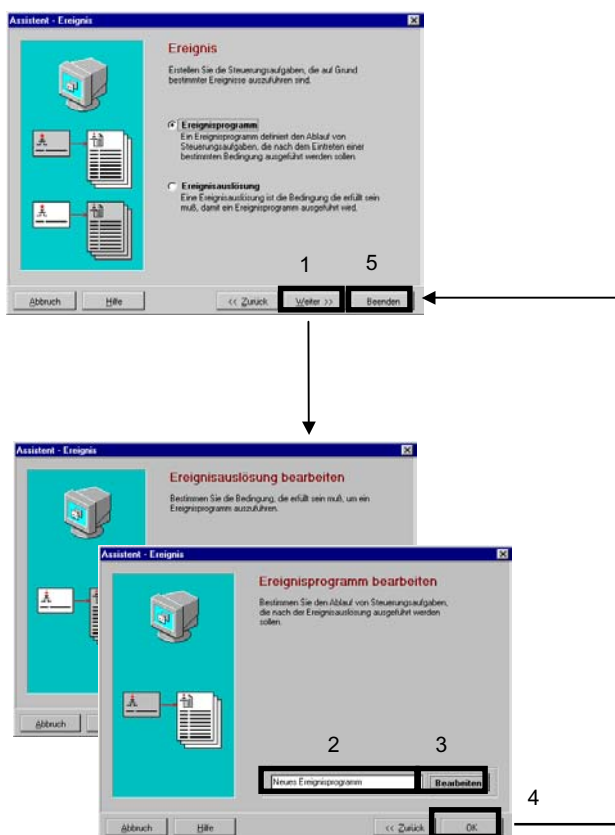 Assistent - Ereignis
Ereignis
Erstellen Sie die Steuerungsaufgaben, die auf Grund
bestimmter Ereignisse auszuführen sind.
Ereignisprogramm
Ein Ereignisprogramm definiert den Ablauf von
Steuerungsaufgaben, die nach dem Eintreten einer
bestimmten Bedingung ausgeführt werden sollen.
Ereignisauslösung
Eine Ereignisauslösung ist die Bedingung die erfüllt sein
muß, damit ein Ereignisprogramm ausgeführt wird.
1 5
Abbruch Hilfe << Zurück Weiter >> Beenden
Assistent - Ereignis
Ereignisauslösung bearbeiten
Bestimmen Sie die Bedingung, die erfüllt sein muß, um ein
Ereignisprogramm auszuführen.
Abbruch
Assistent - Ereignis
Ereignisprogramm bearbeiten
Bestimmen Sie den Ablauf von Steuerungsaufgaben,
die nach der Ereignisauslösung ausgeführt werden
sollen.
2 3
Neues Ereignisprogramm Bearbeiten
4
Abbruch Hilfe << Zurück OK